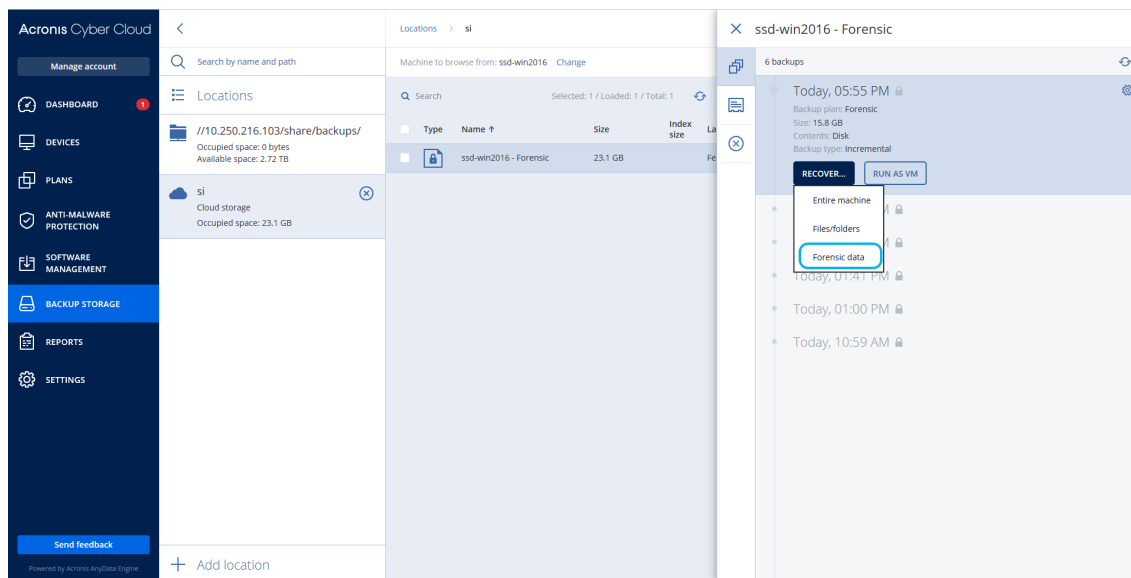 Acronis Cyber Cloud
Manage account
DASHBOARD
1
DEVICES
PLANS
ANTI-MALWARE
PROTECTION
SOFTWARE
MANAGEMENT
BACKUP STORAGE
REPORTS
SETTINGS
Send feedback
Powered by Acronis AnyData Engine
Search by name and path
Locations
//10.250.216.103/share/backups/
Occupied space: 0 bytes
Available space: 2.72 TB
si
Cloud storage
Occupied space: 23.1 GB
Add location
Locations > si
Machine to browse from: ssd-win2016 Change
Search Selected: 1 / Loaded: 1 / Total: 1
Type Name ↑ Size Index size La
ssd-win2016 - Forensic 23.1 GB Fe
ssd-win2016 - Forensic
6 backups
Today, 05:55 PM
Backup plan: Forensic
Size: 15.8 GB
Contents: Disk
Backup type: Incremental
RECOVER... RUN AS VM
Entire machine
Files/folders
Forensic data
Today, 01:41 PM
Today, 01:00 PM
Today, 10:59 AM